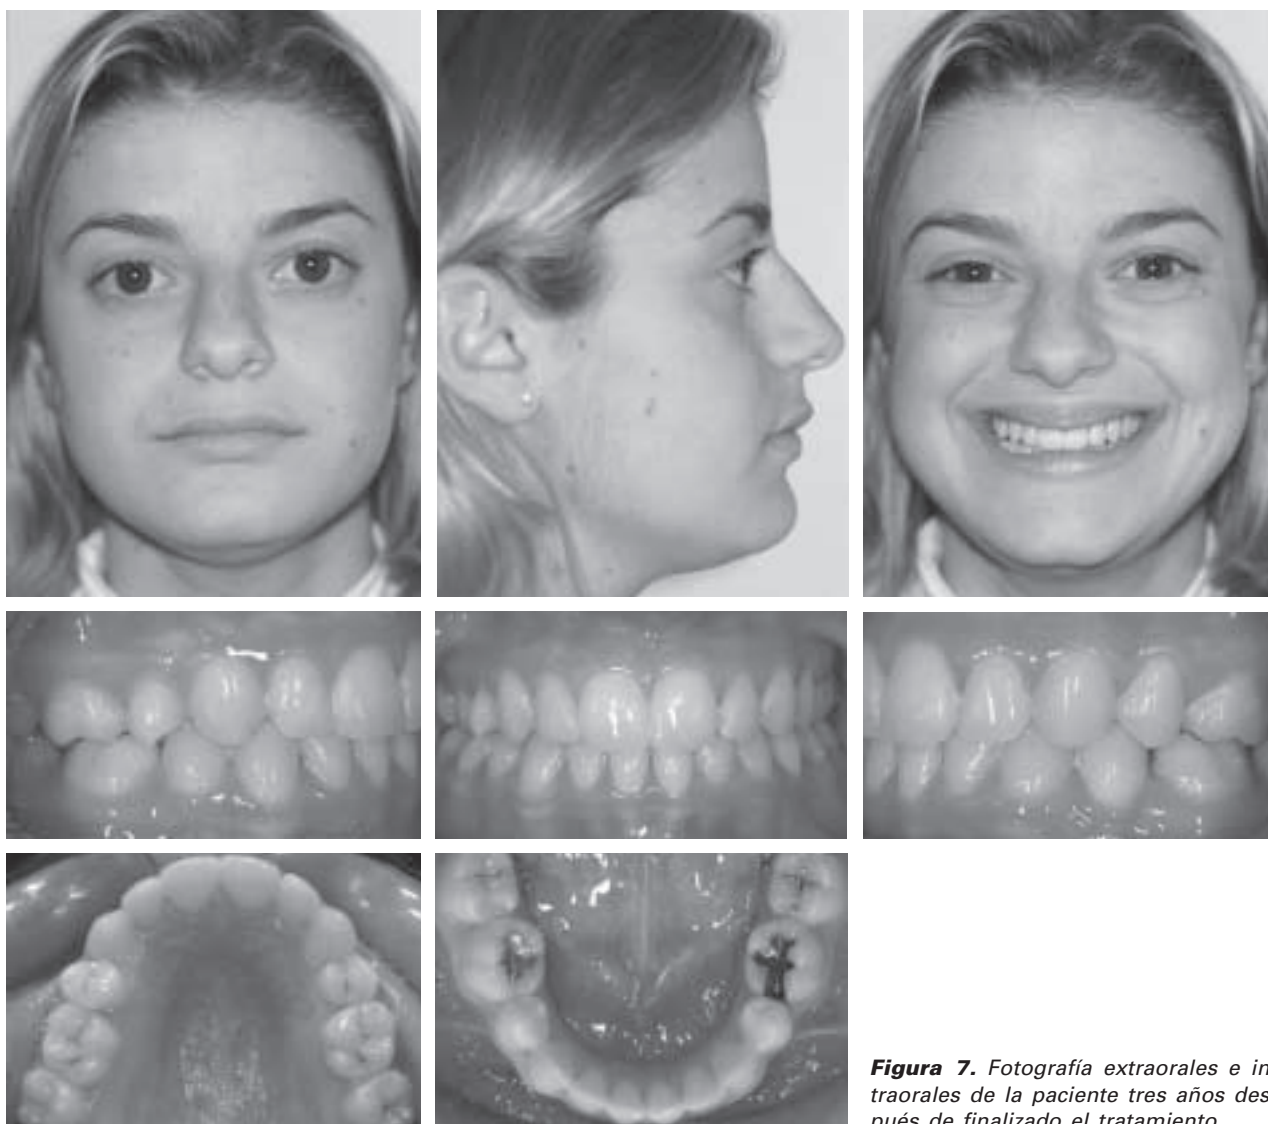 Figura 7. Fotografía extraorales e in
traorales de la paciente tres años des
pués de finalizado el tratamiento